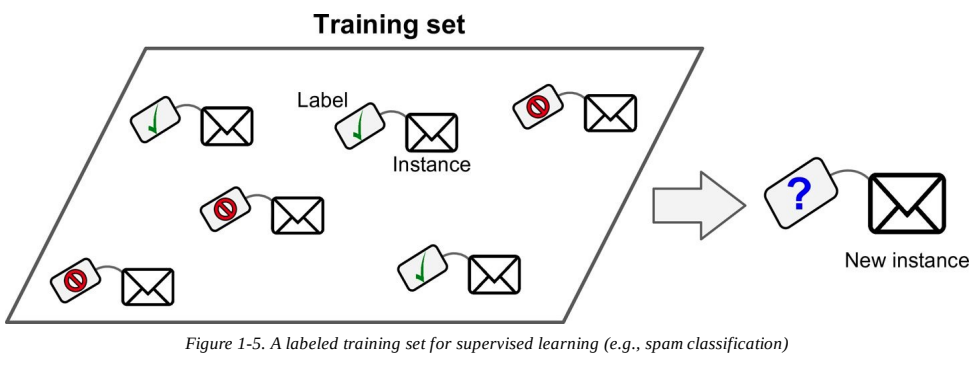 Training set
Label
Instance
?
New instance
Figure 1-5. A labeled training set for supervised learning (e.g., spam classification)